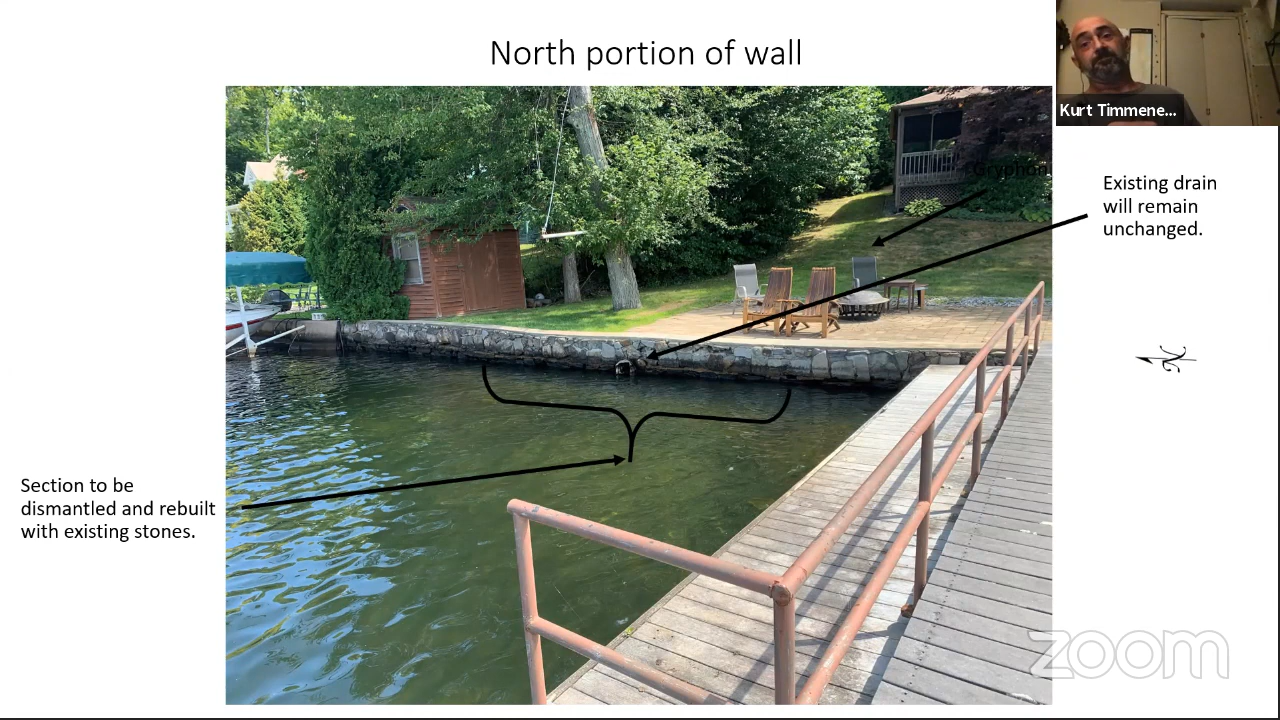 North portion of wall
Kurt Timmene...
Gryphon
Existing drain
will remain
unchanged.
N
Section to be
dismantled and rebuilt
with existing stones.
zoom